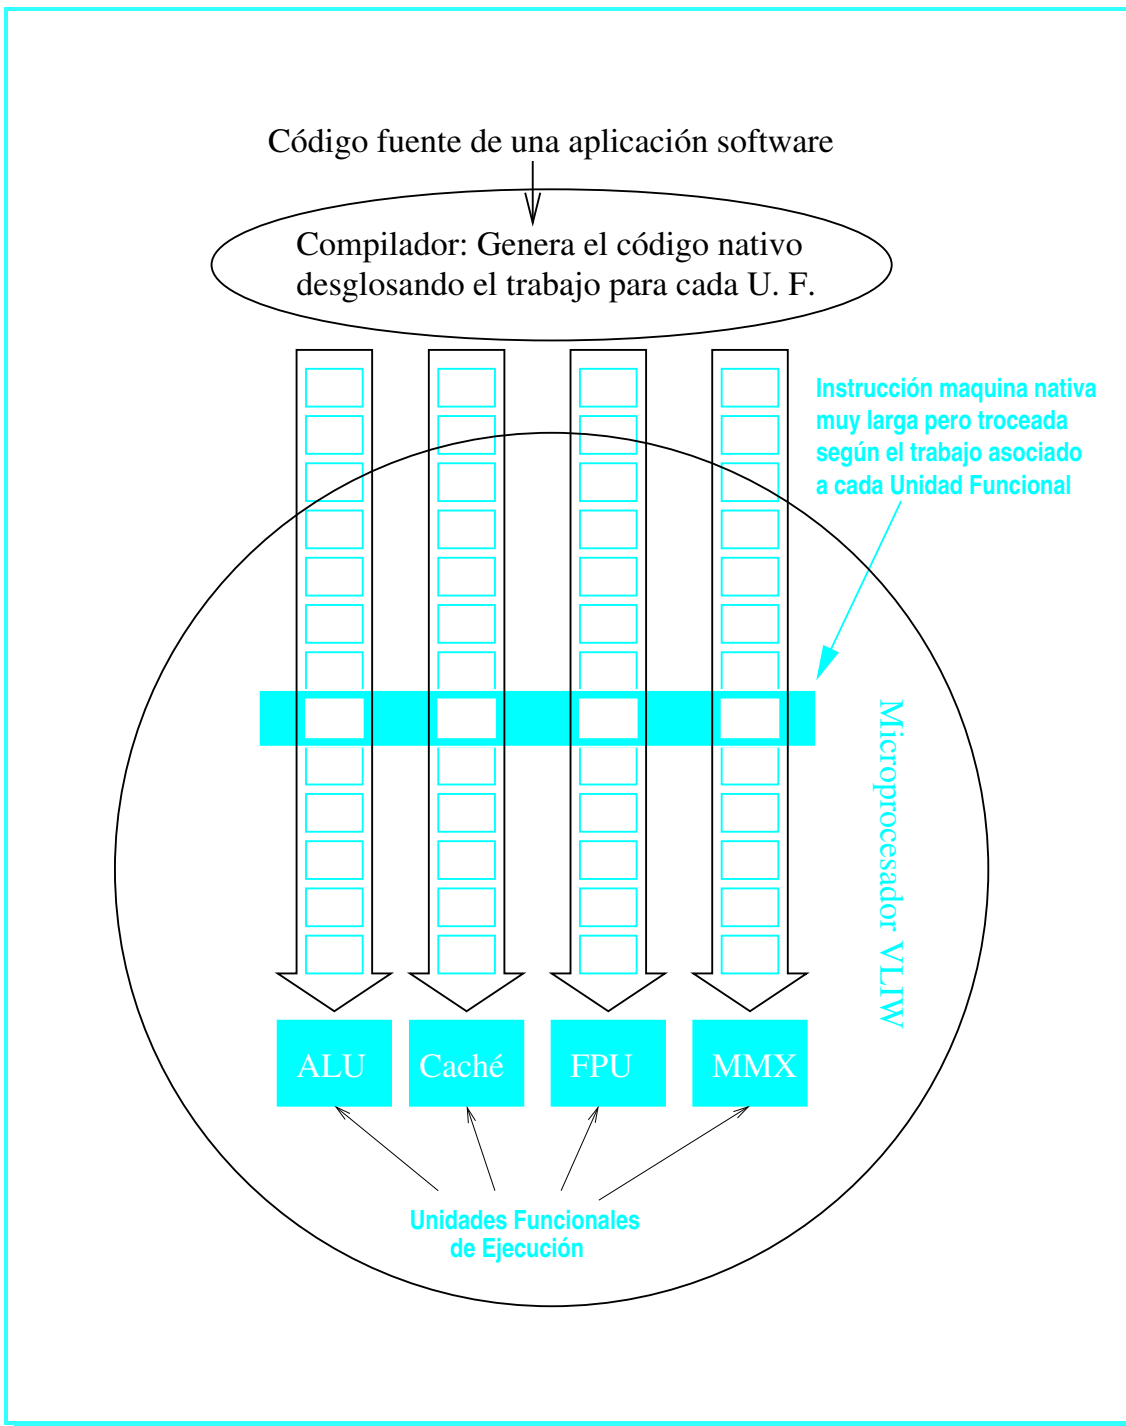 Código fuente de una aplicación software
Compilador: Genera el código nativo
desglosando el trabajo para cada U. F.
Instrucción maquina nativa
muy larga pero troceada
según el trabajo asociado
a cada Unidad Funcional
Microprocesador VLIW
ALU
Caché
FPU
MMX
Unidades Funcionales
de Ejecución